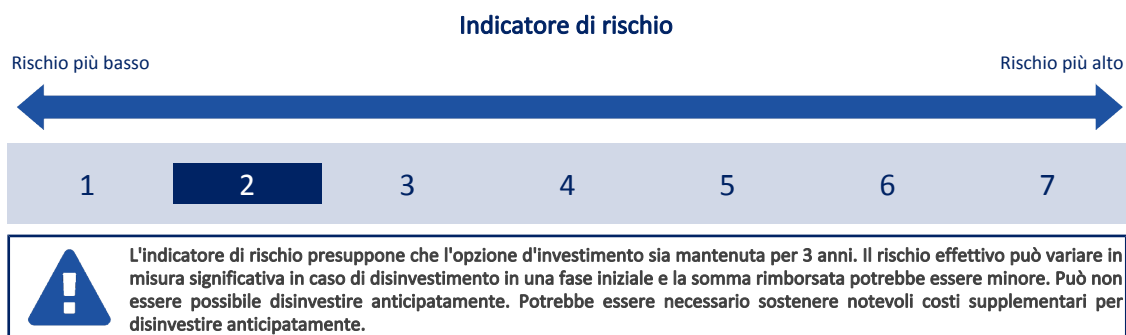 Indicatore di rischio
Rischio più basso Rischio più alto
1 2 3 4 5 6 7
L'indicatore di rischio presuppone che l'opzione d'investimento sia mantenuta per 3 anni. Il rischio effettivo può variare in
misura significativa in caso di disinvestimento in una fase iniziale e la somma rimborsata potrebbe essere minore. Può non
essere possibile disinvestire anticipatamente. Potrebbe essere necessario sostenere notevoli costi supplementari per
disinvestire anticipatamente.